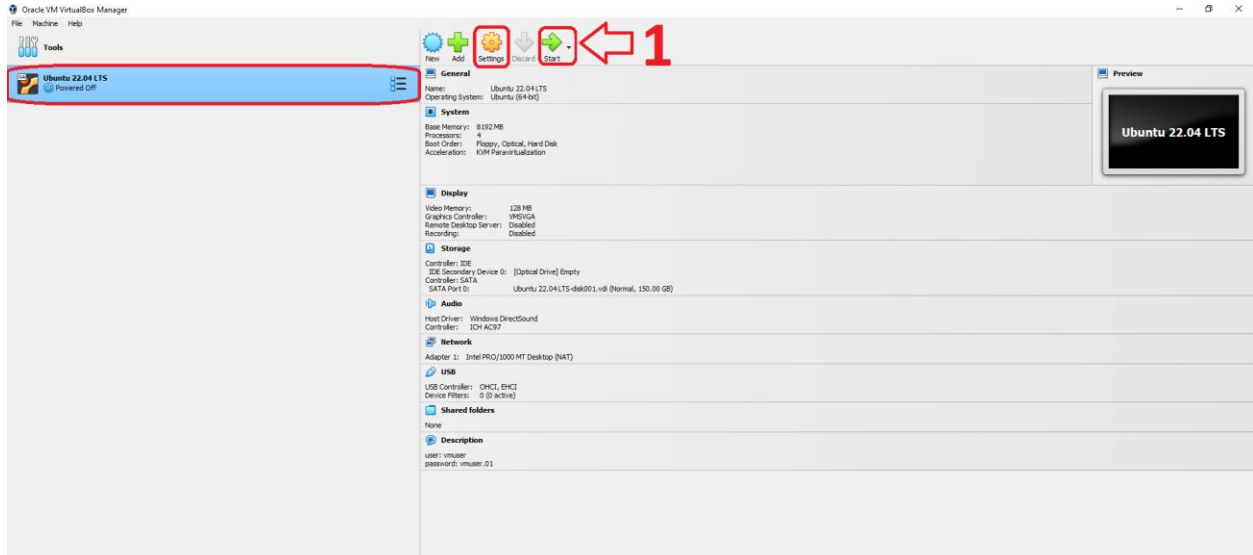 Oracle VM VirtualBox Manager
File Machine Help
Tools
New Add Settings Discard Start
1
Ubuntu 22.04 LTS
Powered Off
General
Name: Ubuntu 22.04 LTS
Operating System: Ubuntu (64-bit)
Preview
Ubuntu 22.04 LTS
System
Base Memory: 8192 MB
Processors: 4
Boot Order: Floppy, Optical, Hard Disk
Acceleration: KVM Paravirtualization
Display
Video Memory: 128 MB
Graphics Controller: VMSVGA
Remote Desktop Server: Disabled
Recording: Disabled
Storage
Controller: IDE
IDE Secondary Device 0: [Optical Drive] Empty
Controller: SATA
SATA Port 0: Ubuntu 22.04 LTS-disk001.vdi (Normal, 150.00 GB)
Audio
Host Driver: Windows DirectSound
Controller: ICH AC97
Network
Adapter 1: Intel PRO/1000 MT Desktop (NAT)
USB
USB Controller: OHCI, EHCI
Device Filters: 0 (0 active)
Shared folders
None
Description
user: vmuser
password: vmuser.01